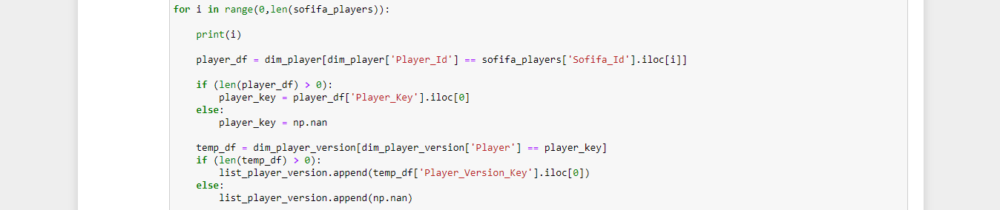 for i in range(0,len(sofifa_players)):
print(i)
player_df = dim_player[dim_player['Player_Id'] == sofifa_players['Sofifa_Id'].iloc[i]]
if (len(player_df) > 0):
player_key = player_df['Player_Key'].iloc[0]
else:
player_key = np.nan
temp_df = dim_player_version[dim_player_version['Player'] == player_key]
if (len(temp_df) > 0):
list_player_version.append(temp_df['Player_Version_Key'].iloc[0])
else:
list_player_version.append(np.nan)